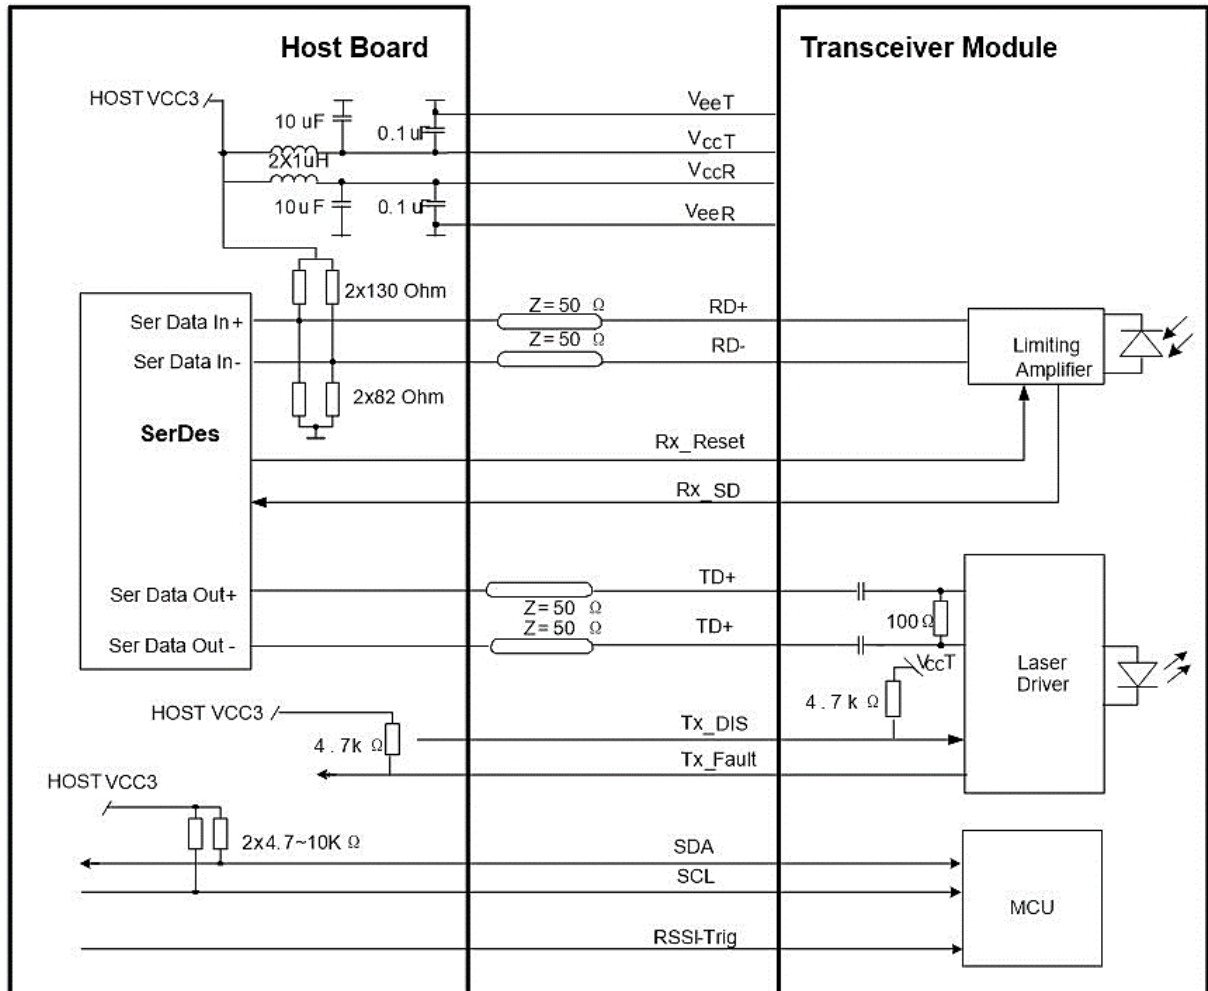 Host Board
Transceiver Module
HOST VCC3
10 uF
0.1 uF
VeeT
VccT
2X1uH
VccR
10uF
0.1 uF
VeeR
2x130 Ohm
Z=50 Ω
RD+
Ser Data In+
Z=50 Ω
RD-
Ser Data In-
Limiting
Amplifier
2x82 Ohm
SerDes
Rx_Reset
Rx_SD
TD+
Ser Data Out+
Z=50 Ω
100Ω
Z=50 Ω
TD+
Ser Data Out -
VccT
Laser
Driver
4.7k Ω
HOST VCC3
Tx_DIS
4.7k Ω
Tx_Fault
HOST VCC3
2x4.7~10K Ω
SDA
SCL
MCU
RSSI-Trig